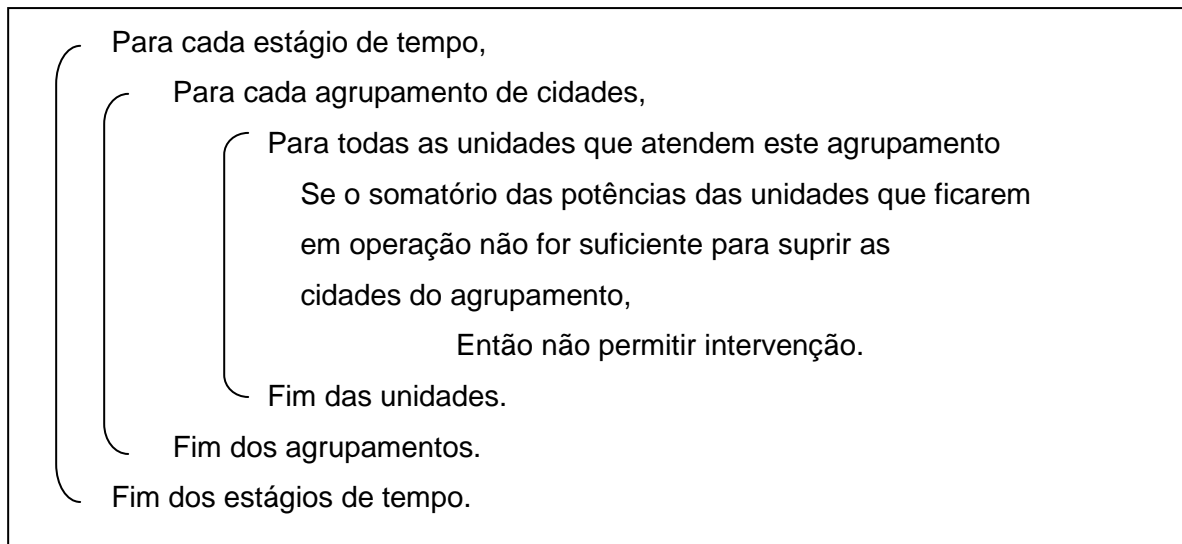 Para cada estágio de tempo,
Para cada agrupamento de cidades,
Para todas as unidades que atendem este agrupamento
Se o somatório das potências das unidades que ficarem
em operação não for suficiente para suprir as
cidades do agrupamento,
Então não permitir intervenção.
Fim das unidades.
Fim dos agrupamentos.
Fim dos estágios de tempo.